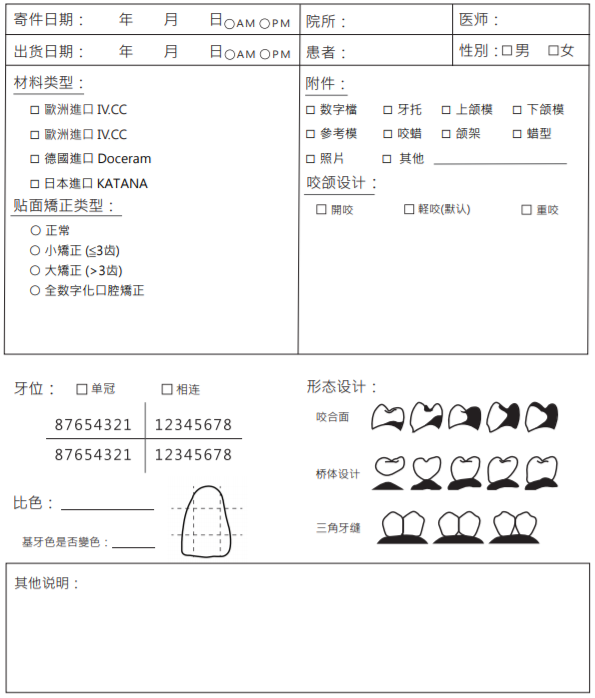 寄件日期： 年 月 日○AM ○PM 院所： 医师：
出货日期： 年 月 日○AM ○PM 患者： 性別：□男 □女
材料类型：
□ 歐洲進口 IV.CC
□ 歐洲進口 IV.CC
□ 德國進口 Doceram
□ 日本進口 KATANA
贴面矯正类型：
○ 正常
○ 小矯正 (≦3齿)
○ 大矯正 (>3齿)
○ 全数字化口腔矯正
附件：
□ 数字檔 □ 牙托 □ 上颌模 □ 下颌模
□ 參考模 □ 咬蜡 □ 颌架 □ 蜡型
□ 照片 □ 其他
咬颌设计：
□ 開咬 □ 輕咬(默认) □ 重咬
牙位： □ 单冠 □ 相连
87654321 12345678
87654321 12345678
比色：
基牙色是否變色：
形态设计：
咬合面
桥体设计
三角牙缝
其他说明：